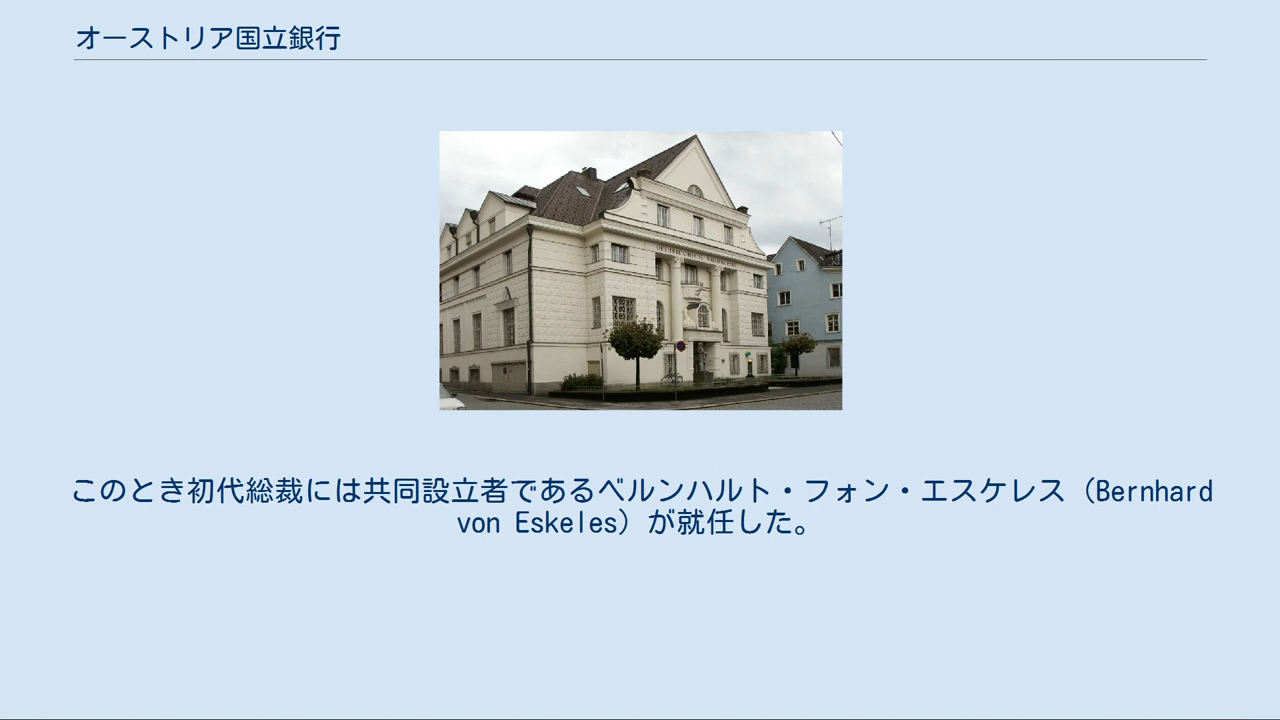 オーストリア国立銀行
このとき初代総裁には共同設立者であるベルンハルト・フォン・エスケレス（Bernhard
von Eskeles）が就任した。